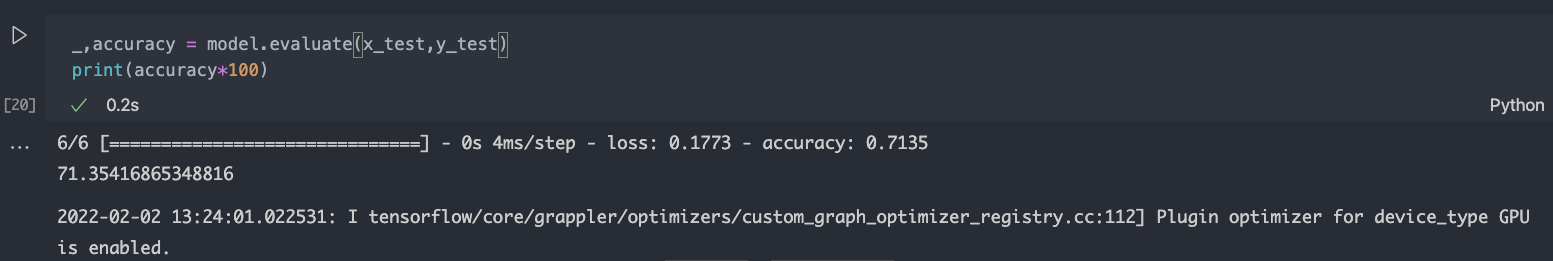 _,accuracy = model.evaluate(x_test,y_test)
print(accuracy*100)
[20]
0.2s
Python
...
6/6 [==============================] - 0s 4ms/step - loss: 0.1773 - accuracy: 0.7135
71.35416865348816
2022-02-02 13:24:01.022531: I tensorflow/core/grappler/optimizers/custom_graph_optimizer_registry.cc:112] Plugin optimizer for device_type GPU
is enabled.